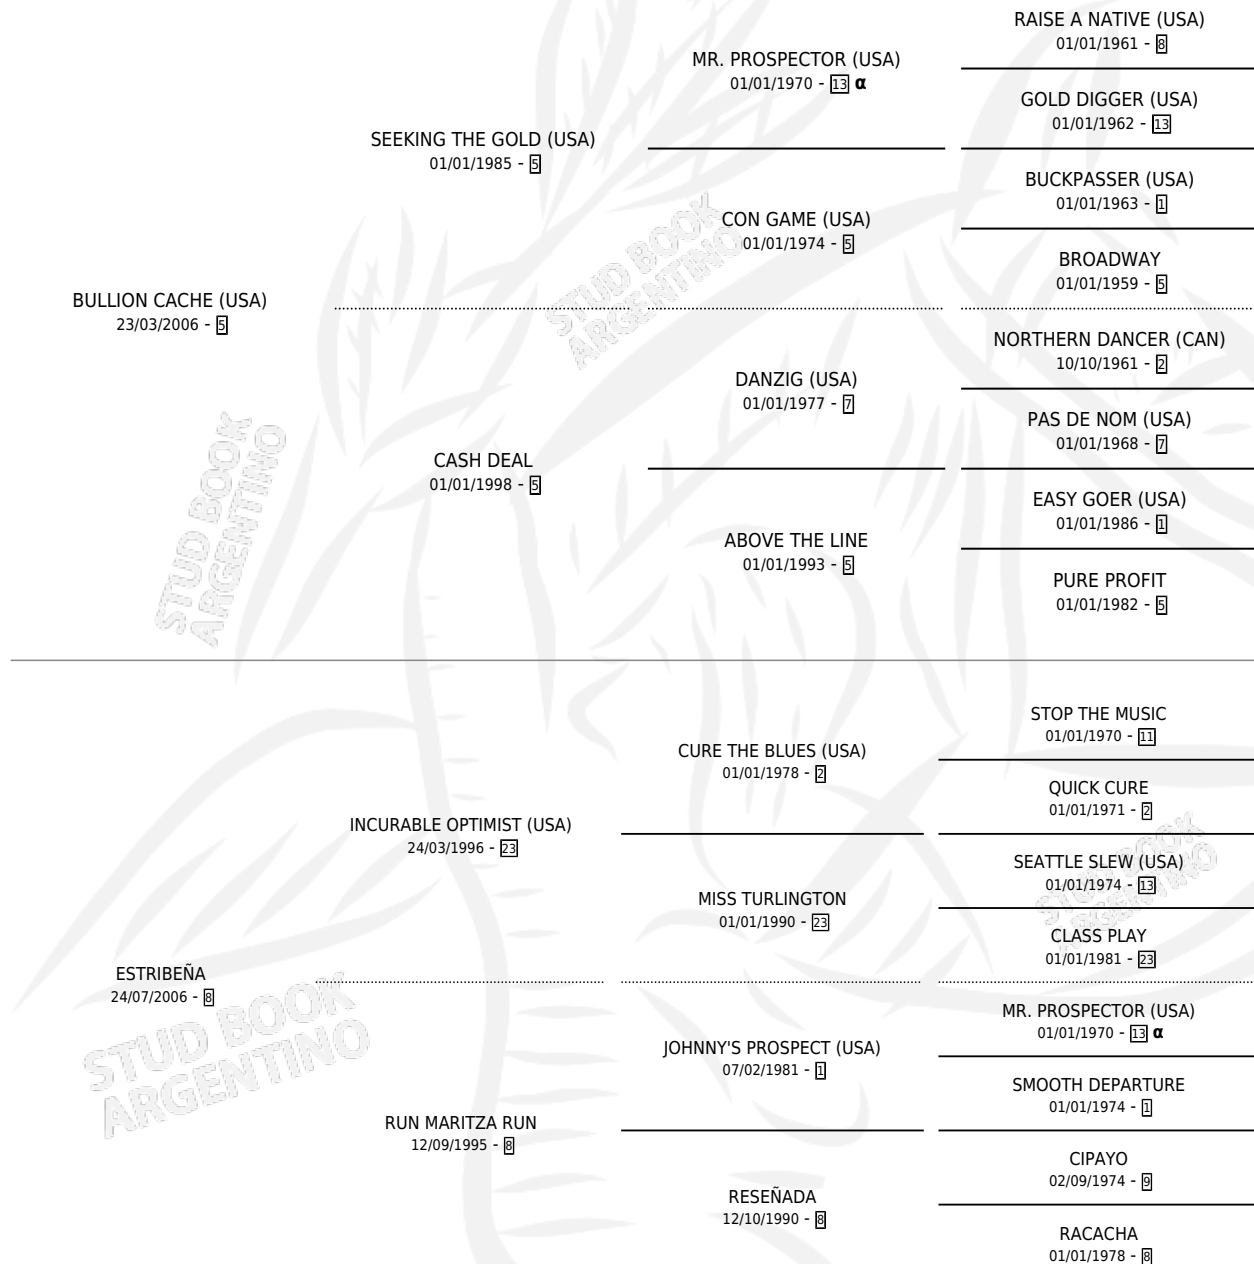 RAISE A NATIVE (USA)
01/01/1961 - 8
MR. PROSPECTOR (USA)
01/01/1970 - 13 α
GOLD DIGGER (USA)
01/01/1962 - 13
SEEKING THE GOLD (USA)
01/01/1985 - 5
BUCKPASSER (USA)
01/01/1963 - 1
CON GAME (USA)
01/01/1974 - 5
BROADWAY
01/01/1959 - 5
BULLION CACHE (USA)
23/03/2006 - 5
NORTHERN DANCER (CAN)
10/10/1961 - 2
DANZIG (USA)
01/01/1977 - 7
PAS DE NOM (USA)
01/01/1968 - 7
CASH DEAL
01/01/1998 - 5
EASY GOER (USA)
01/01/1986 - 1
ABOVE THE LINE
01/01/1993 - 5
PURE PROFIT
01/01/1982 - 5
STOP THE MUSIC
01/01/1970 - 11
CURE THE BLUES (USA)
01/01/1978 - 2
QUICK CURE
01/01/1971 - 2
INCURABLE OPTIMIST (USA)
24/03/1996 - 23
SEATTLE SLEW (USA)
01/01/1974 - 13
MISS TURLINGTON
01/01/1990 - 23
CLASS PLAY
01/01/1981 - 23
ESTRIBEÑA
24/07/2006 - 8
MR. PROSPECTOR (USA)
01/01/1970 - 13 α
JOHNNY'S PROSPECT (USA)
07/02/1981 - 1
SMOOTH DEPARTURE
01/01/1974 - 1
RUN MARITZA RUN
12/09/1995 - 8
CIPAYO
02/09/1974 - 9
RESEÑADA
12/10/1990 - 8
RACACHA
01/01/1978 - 8
STUD BOOK
ARGENTINO
STUD BOOK
ARGENTINO
STUD BOOK
ARGENTINO
STUD BOOK
ARGENTINO